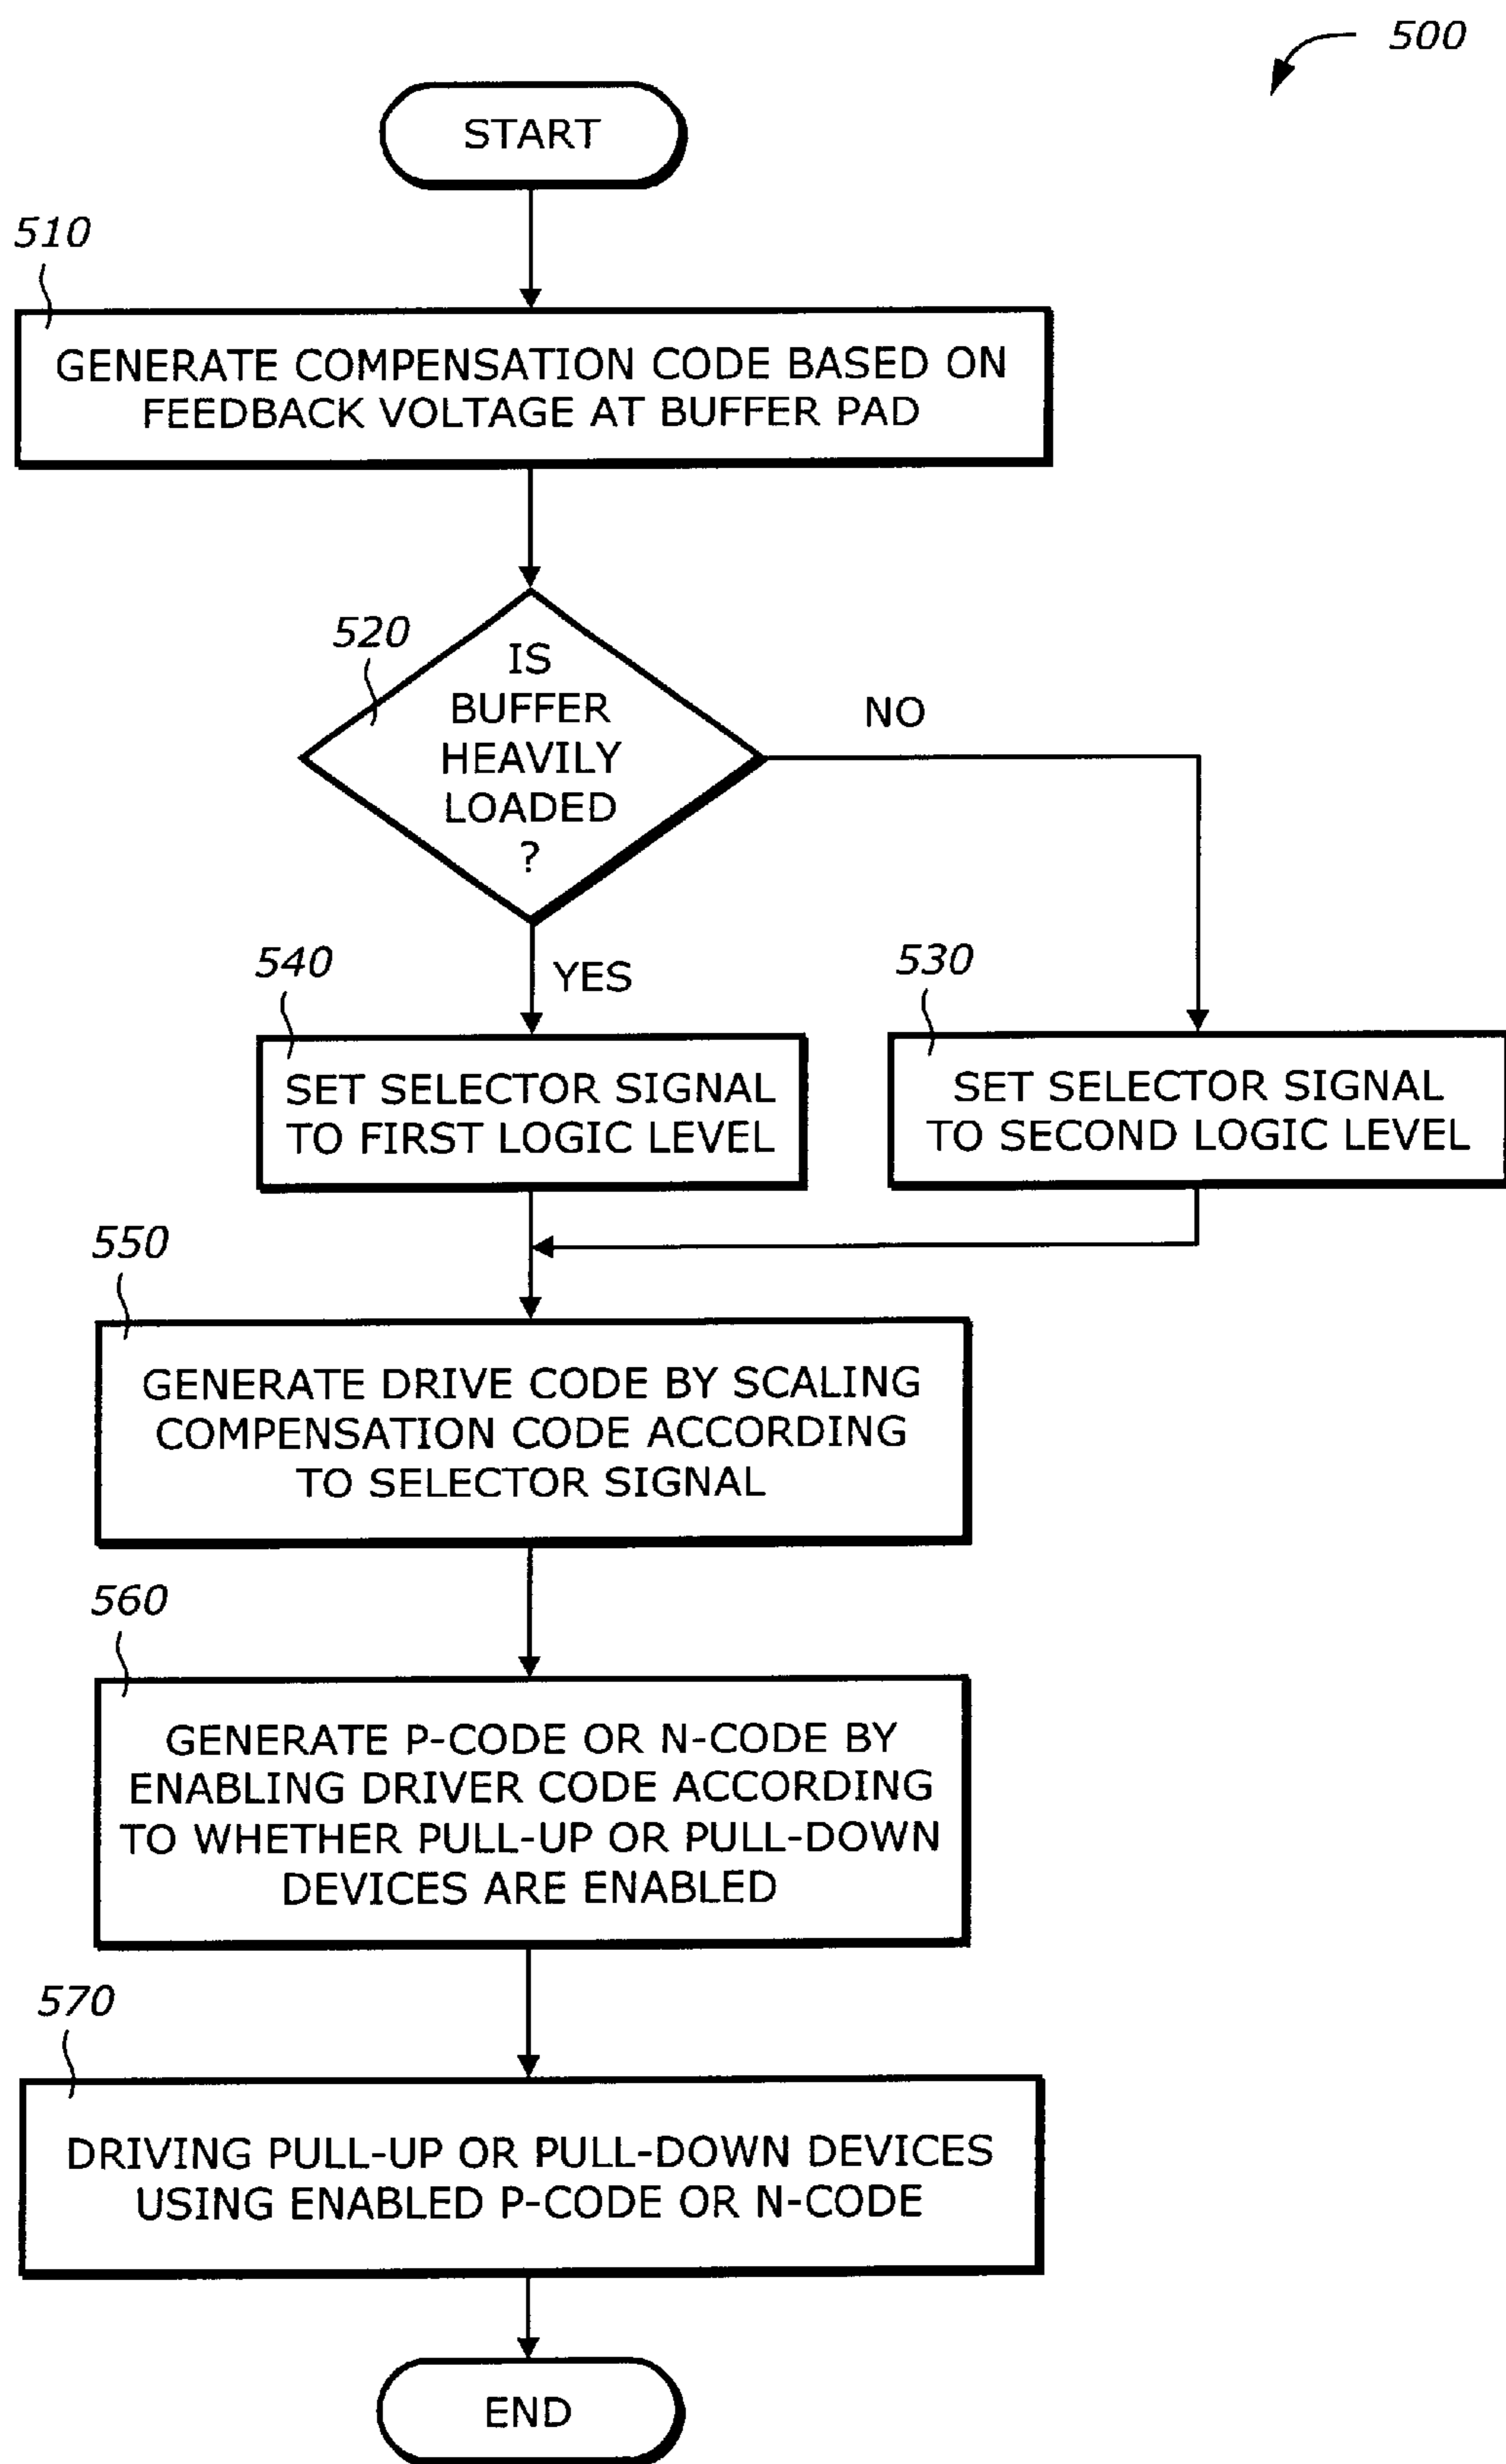 500
START
510
GENERATE COMPENSATION CODE BASED ON
FEEDBACK VOLTAGE AT BUFFER PAD
520
IS
BUFFER
HEAVILY
LOADED
?
NO
YES
540
SET SELECTOR SIGNAL
TO FIRST LOGIC LEVEL
530
SET SELECTOR SIGNAL
TO SECOND LOGIC LEVEL
550
GENERATE DRIVE CODE BY SCALING
COMPENSATION CODE ACCORDING
TO SELECTOR SIGNAL
560
GENERATE P-CODE OR N-CODE BY
ENABLING DRIVER CODE ACCORDING
TO WHETHER PULL-UP OR PULL-DOWN
DEVICES ARE ENABLED
570
DRIVING PULL-UP OR PULL-DOWN DEVICES
USING ENABLED P-CODE OR N-CODE
END